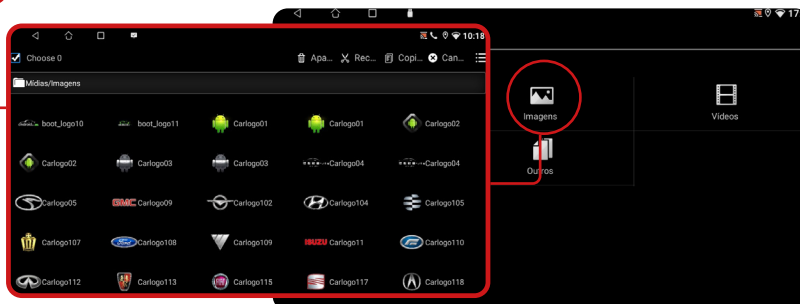 17
10:18
Choose 0
Apa... Rec... Copi... Can...
Mídias/Imagens
boot_logo10 boot_logo11 Carlogo01 Carlogo01 Carlogo02
Carlogo02 Carlogo03 Carlogo03 Carlogo04 Carlogo04
Carlogo05 GMC Carlogo09 Carlogo102 Carlogo104 Carlogo105
Carlogo107 Ford Carlogo108 Carlogo109 ISUZU Carlogo11 Carlogo110
Carlogo112 Carlogo113 Carlogo115 Carlogo117 Carlogo118
Imagens
Vídeos
Outros